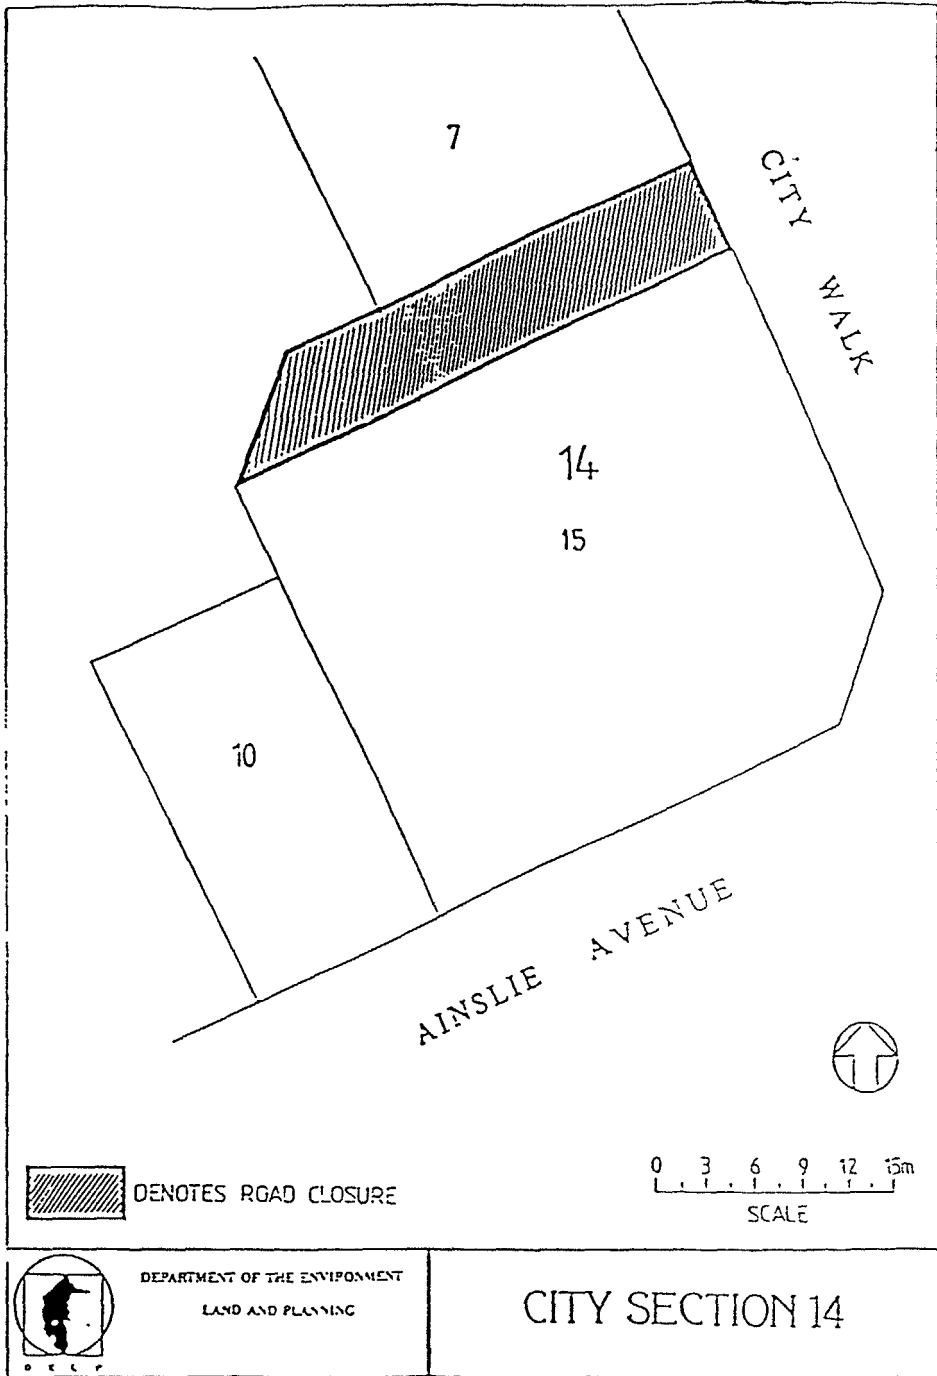 7
CITY WALK
14
15
10
AINSLIE AVENUE
DENOTES ROAD CLOSURE
0 3 6 9 12 15m
SCALE
DEPARTMENT OF THE ENVIRONMENT
LAND AND PLANNING
D E L P
CITY SECTION 14